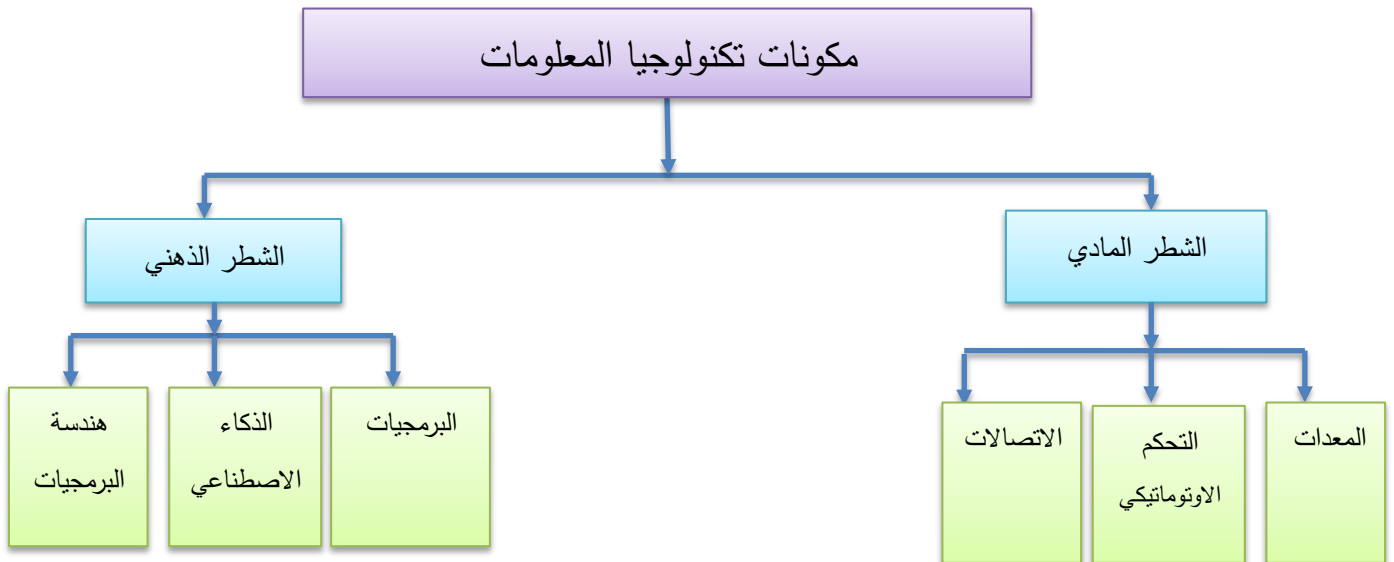 مكونات تكنولوجيا المعلومات
الشطر المادي
الشطر الذهني
المعدات
التحكم
الاوتوماتيكي
الاتصالات
البرمجيات
الذكاء
الاصطناعي
هندسة
البرمجيات